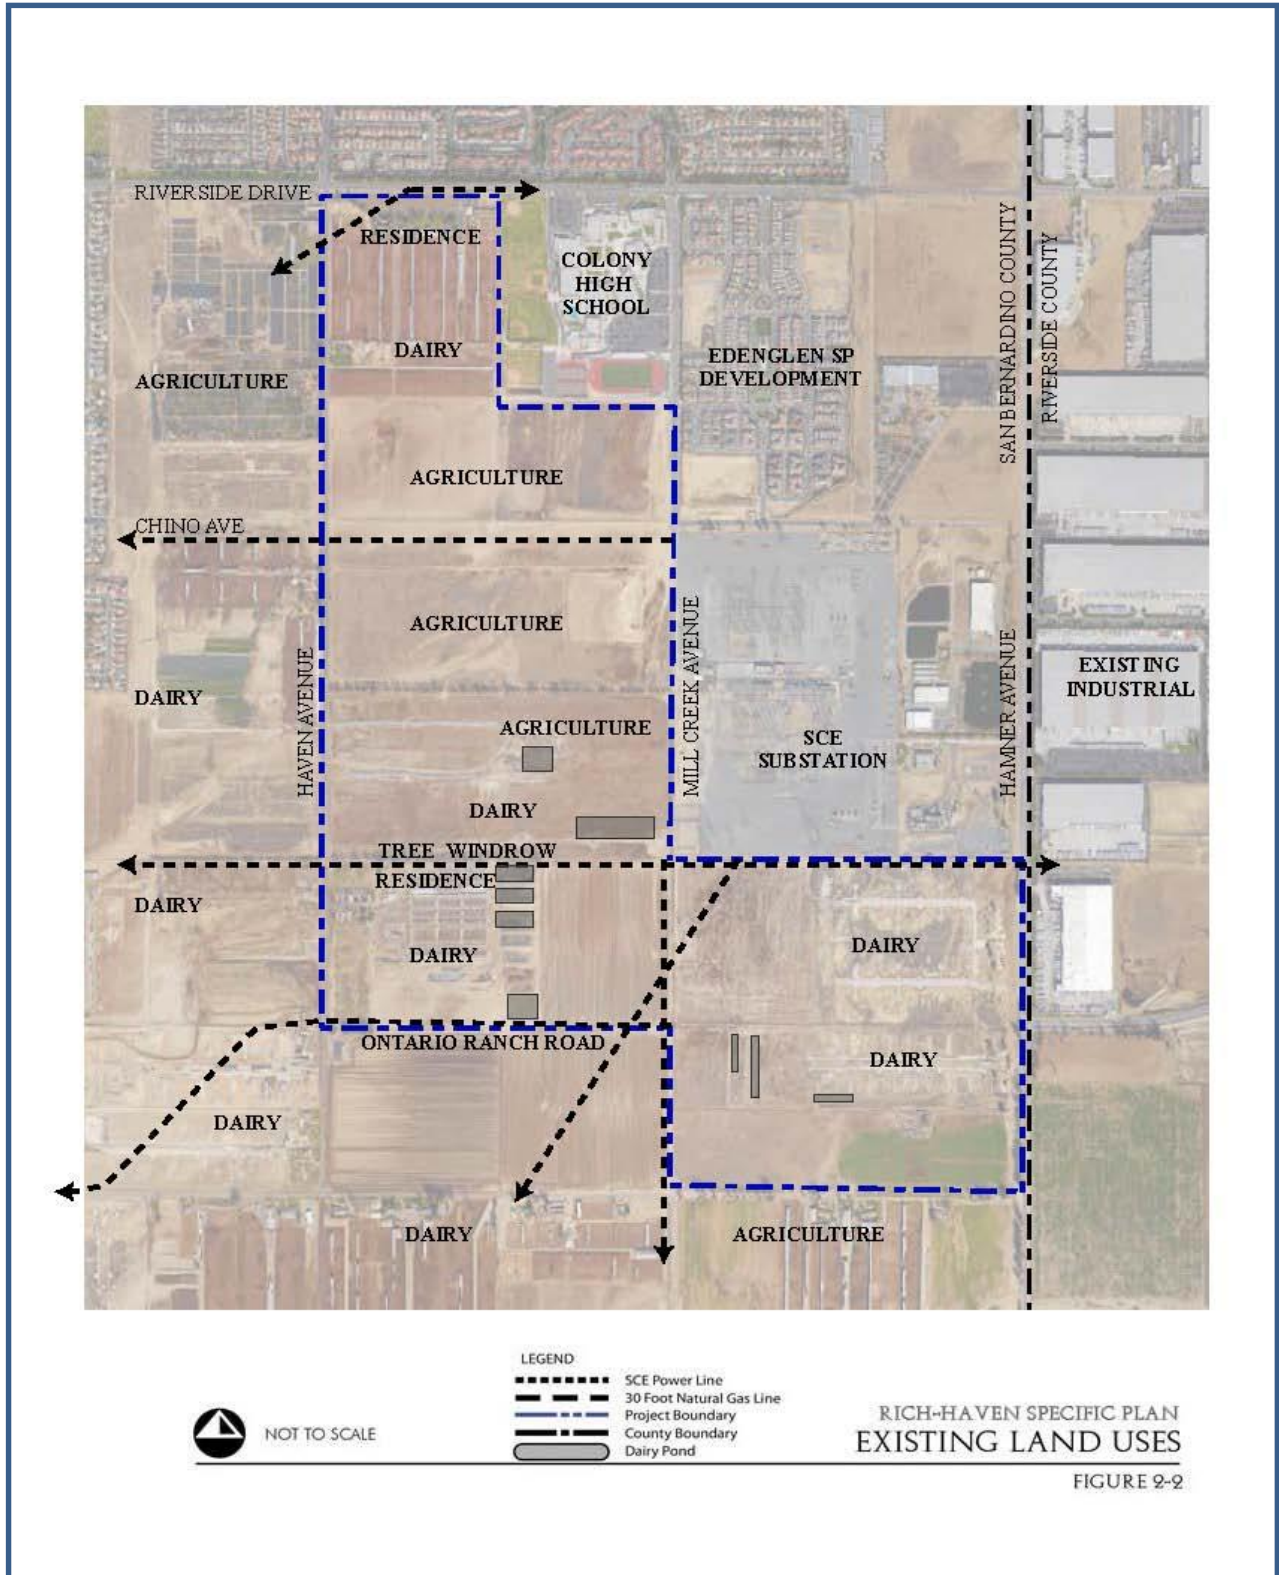 RIVERSIDE DRIVE
RESIDENCE
COLONY
HIGH
SCHOOL
SAN BERNARDINO COUNTY
RIVERSIDE COUNTY
DAIRY
EDENGLEN SP
DEVELOPMENT
AGRICULTURE
AGRICULTURE
CHINO AVE
AGRICULTURE
HAVEN AVENUE
MILL CREEK AVENUE
HAMNER AVENUE
EXISTING
INDUSTRIAL
DAIRY
AGRICULTURE
SCE
SUBSTATION
DAIRY
TREE WINDROW
RESIDENCE
DAIRY
DAIRY
DAIRY
ONTARIO RANCH ROAD
DAIRY
DAIRY
DAIRY
AGRICULTURE
LEGEND
SCE Power Line
30 Foot Natural Gas Line
Project Boundary
County Boundary
Dairy Pond
NOT TO SCALE
RICH-HAVEN SPECIFIC PLAN
EXISTING LAND USES
FIGURE 2-2